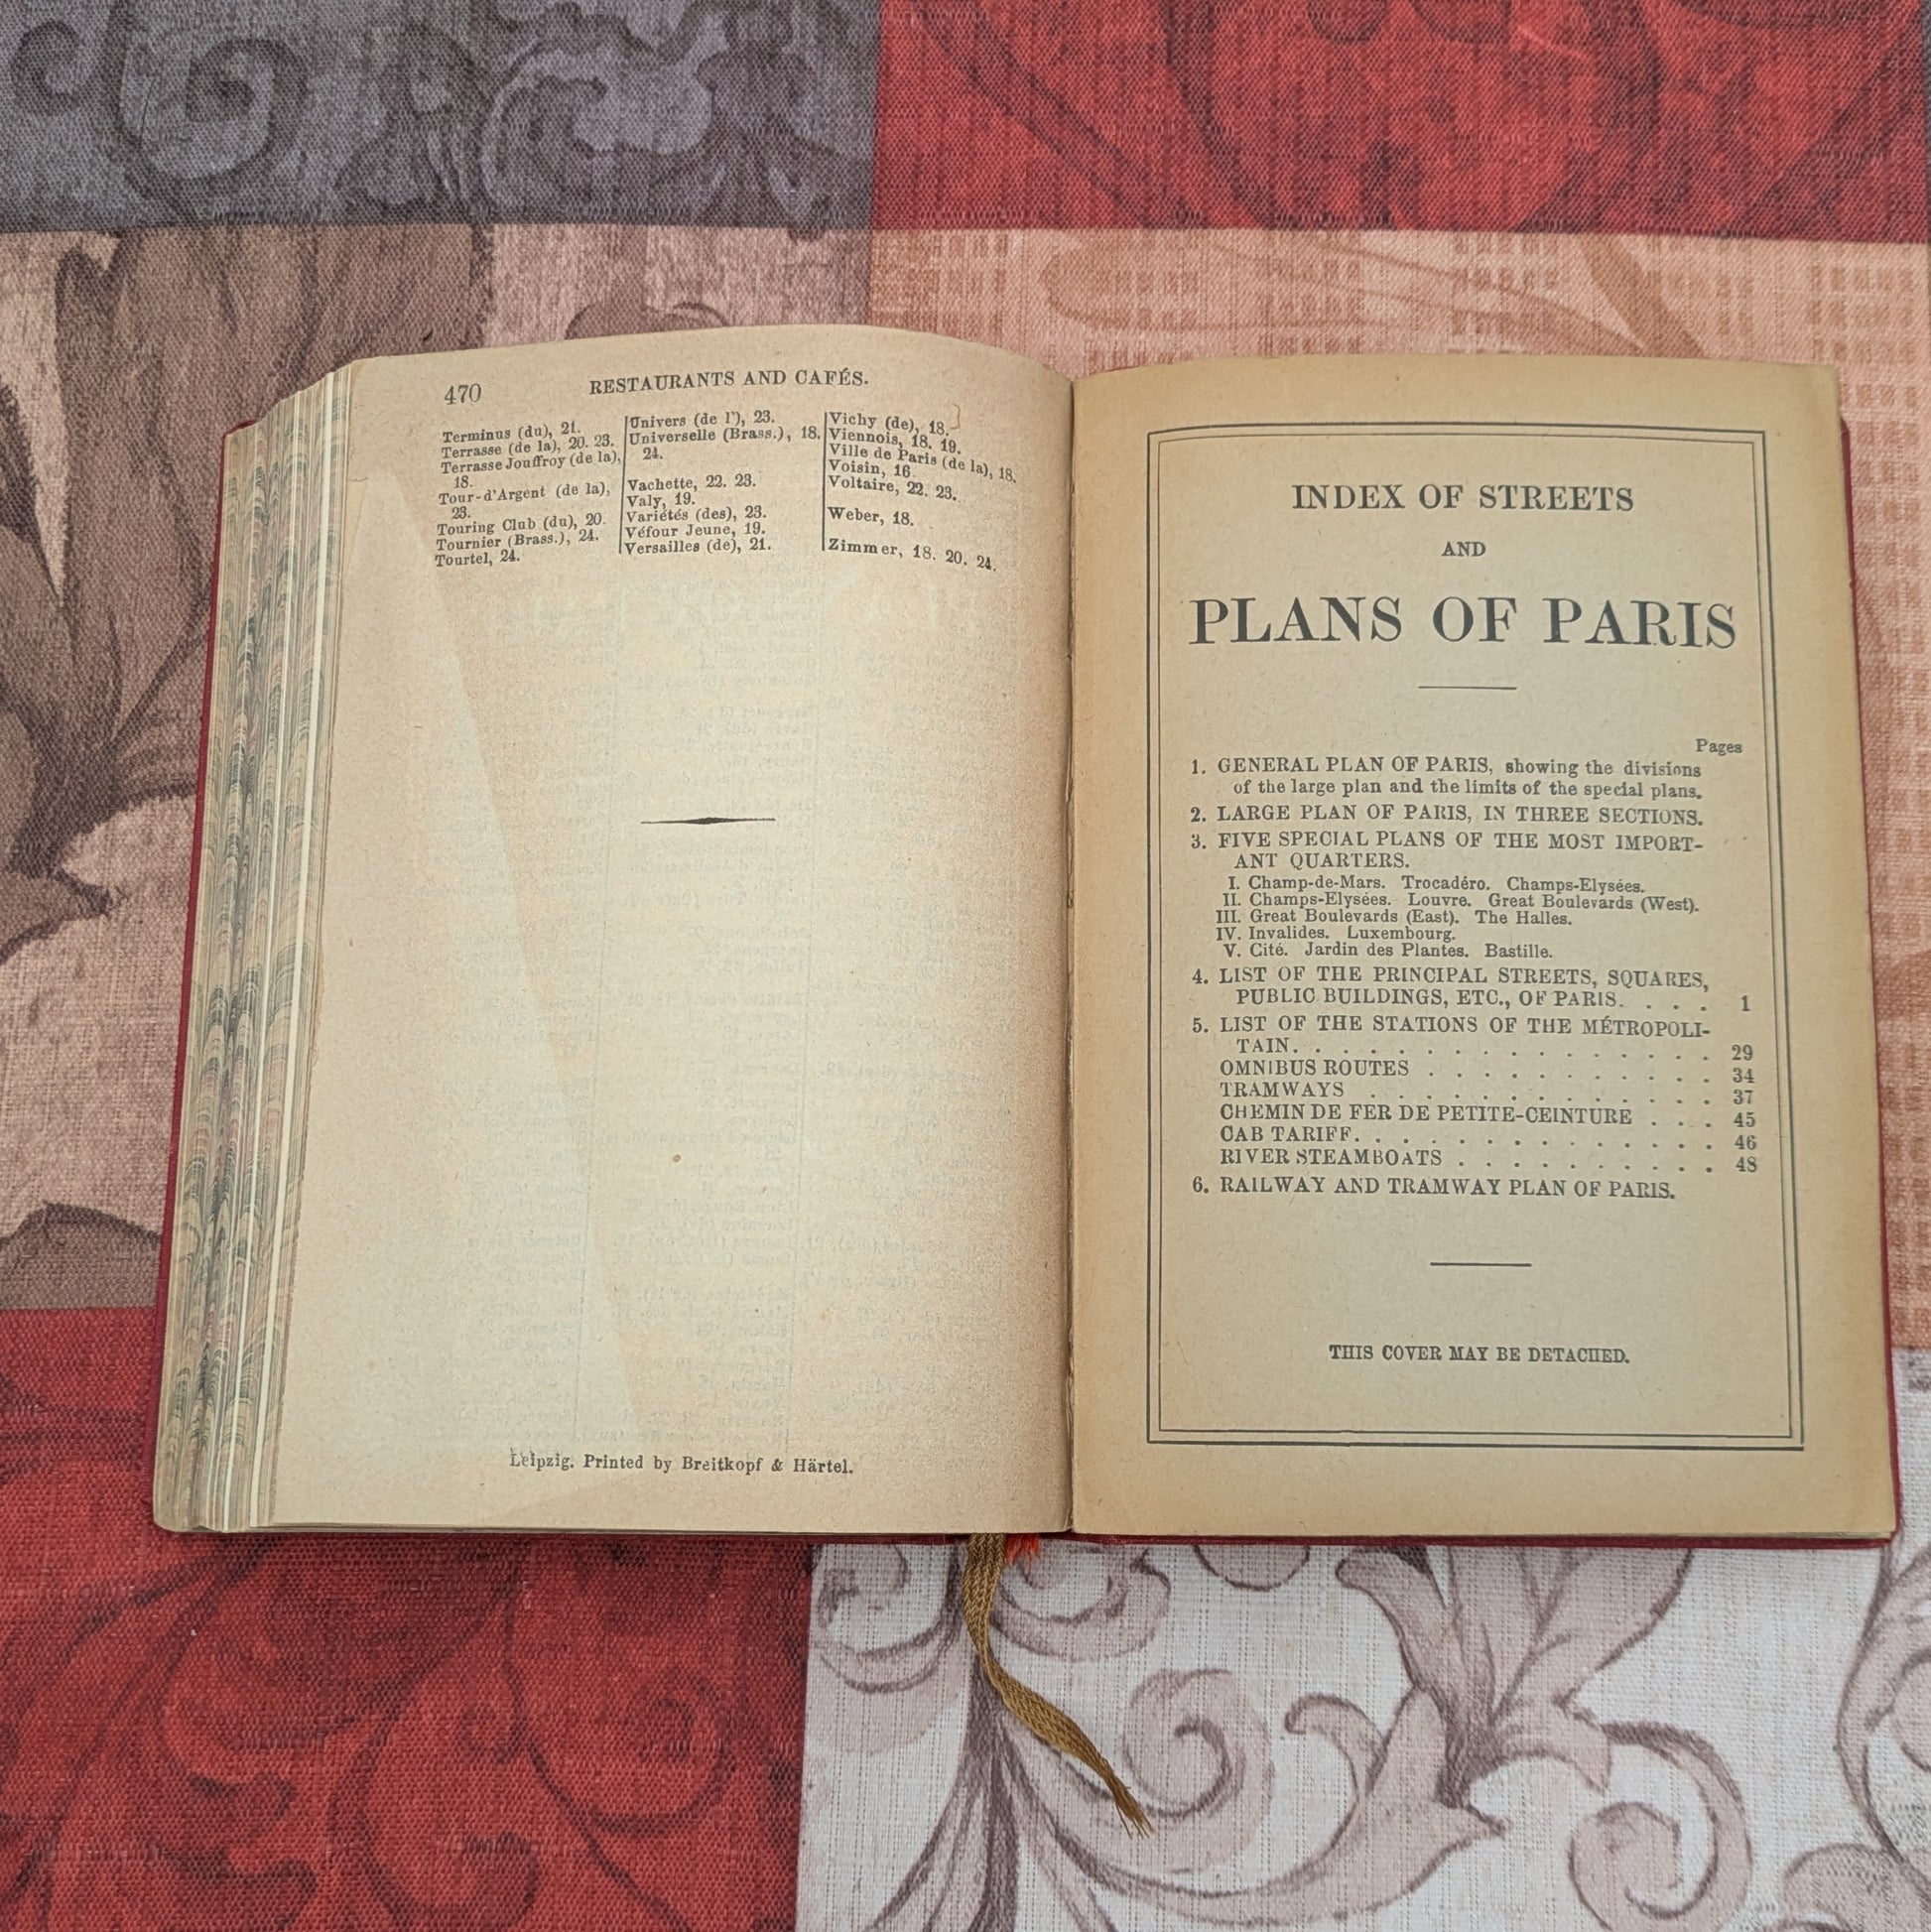 470
RESTAURANTS AND CAFÉS.
Terminus (du), 21.
Terrasse (de la), 20. 23.
Terrasse Jouffroy (de la),
18.
Tour-d'Argent (de la),
23.
Touring Club (du), 20.
Tournier (Brass.), 24.
Tourtel, 24.
Univers (de l'), 23.
Universelle (Brass.), 18.
24.
Vachette, 22. 23.
Valy, 19.
Variétés (des), 23.
Véfour Jeune, 19.
Versailles (de), 21.
Vichy (de), 18.
Viennois, 18. 19.
Ville de Paris (de la), 18.
Voisin, 16.
Voltaire, 22. 23.
Weber, 18.
Zimmer, 18. 20. 24.
Leipzig. Printed by Breitkopf & Härtel.
INDEX OF STREETS
AND
PLANS OF PARIS
Pages
1. GENERAL PLAN OF PARIS, showing the divisions
of the large plan and the limits of the special plans.
2. LARGE PLAN OF PARIS, IN THREE SECTIONS.
3. FIVE SPECIAL PLANS OF THE MOST IMPORT-
ANT QUARTERS.
I. Champ-de-Mars. Trocadéro. Champs-Elysées.
II. Champs-Elysées. Louvre. Great Boulevards (West).
III. Great Boulevards (East). The Halles.
IV. Invalides. Luxembourg.
V. Cité. Jardin des Plantes. Bastille.
4. LIST OF THE PRINCIPAL STREETS, SQUARES,
PUBLIC BUILDINGS, ETC., OF PARIS. . . . 1
5. LIST OF THE STATIONS OF THE MÉTROPOLI-
TAIN. . . . . . . . . . . . . . . . 29
OMNIBUS ROUTES . . . . . . . . . . . 34
TRAMWAYS . . . . . . . . . . . . . 37
CHEMIN DE FER DE PETITE-CEINTURE . . . 45
CAB TARIFF. . . . . . . . . . . . . . 46
RIVER STEAMBOATS . . . . . . . . . . 48
6. RAILWAY AND TRAMWAY PLAN OF PARIS.
THIS COVER MAY BE DETACHED.